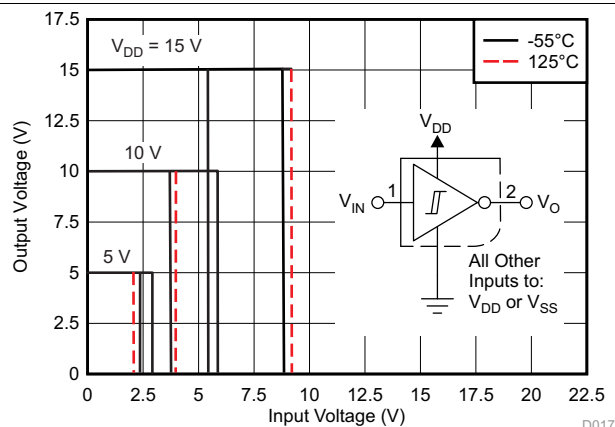 17.5
15
12.5
10
7.5
5
2.5
0
Output Voltage (V)
V_DD = 15 V
10 V
5 V
-55°C
125°C
V_DD
V_IN
1
2
V_O
All Other
Inputs to:
V_DD or V_SS
0 2.5 5 7.5 10 12.5 15 17.5 20 22.5
Input Voltage (V)
D017